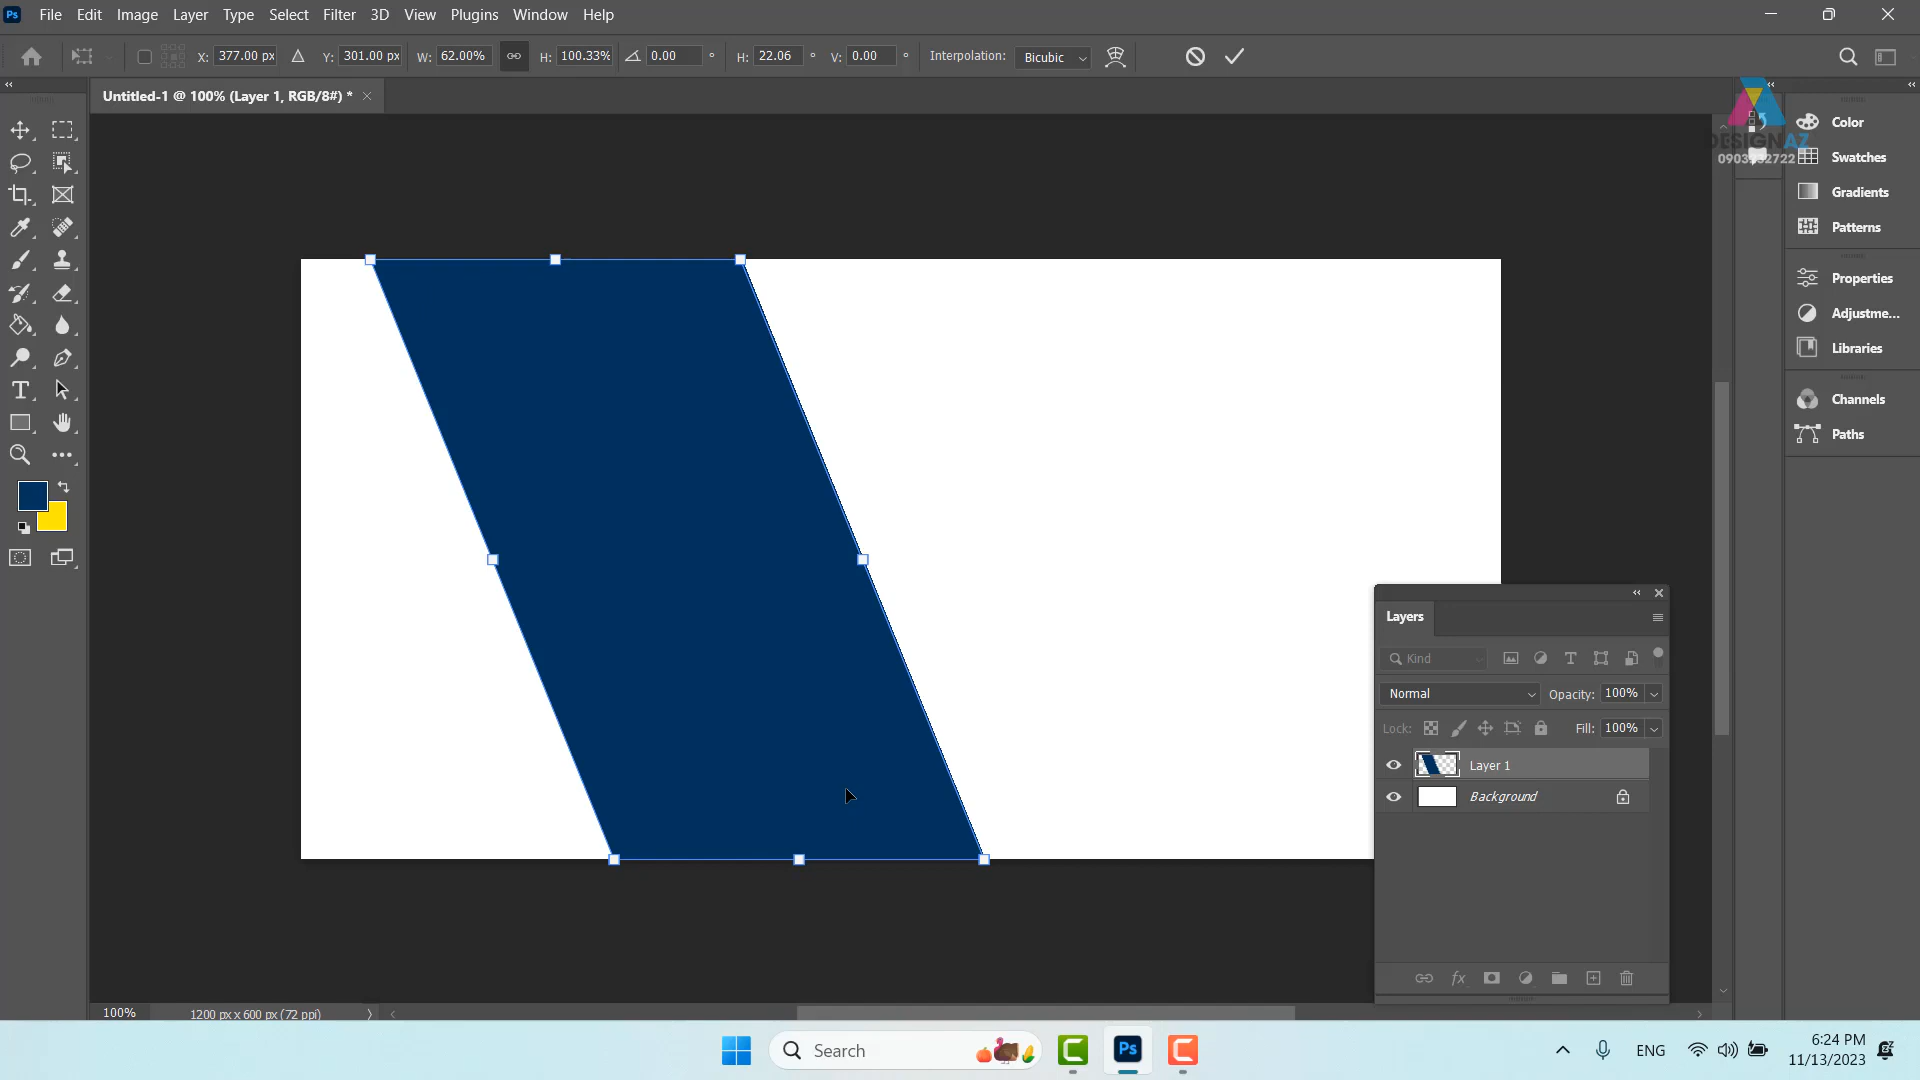 Ps File Edit Image Layer Type Select Filter 3D View Plugins Window Help
X: 377.00 px Y: 301.00 px W: 62.00% H: 100.33% 0.00 ° H: 22.06 ° V: 0.00 ° Interpolation: Bicubic
Untitled-1 @ 100% (Layer 1, RGB/8#) *
Color
Swatches
Gradients
Patterns
Properties
Adjustme...
Libraries
Channels
Paths
DESIGNAZ
Layers
Kind
Normal Opacity: 100%
Lock: Fill: 100%
Layer 1
Background
100% 1200 px x 600 px (72 ppi)
Search
Ps
ENG
6:24 PM
11/13/2023